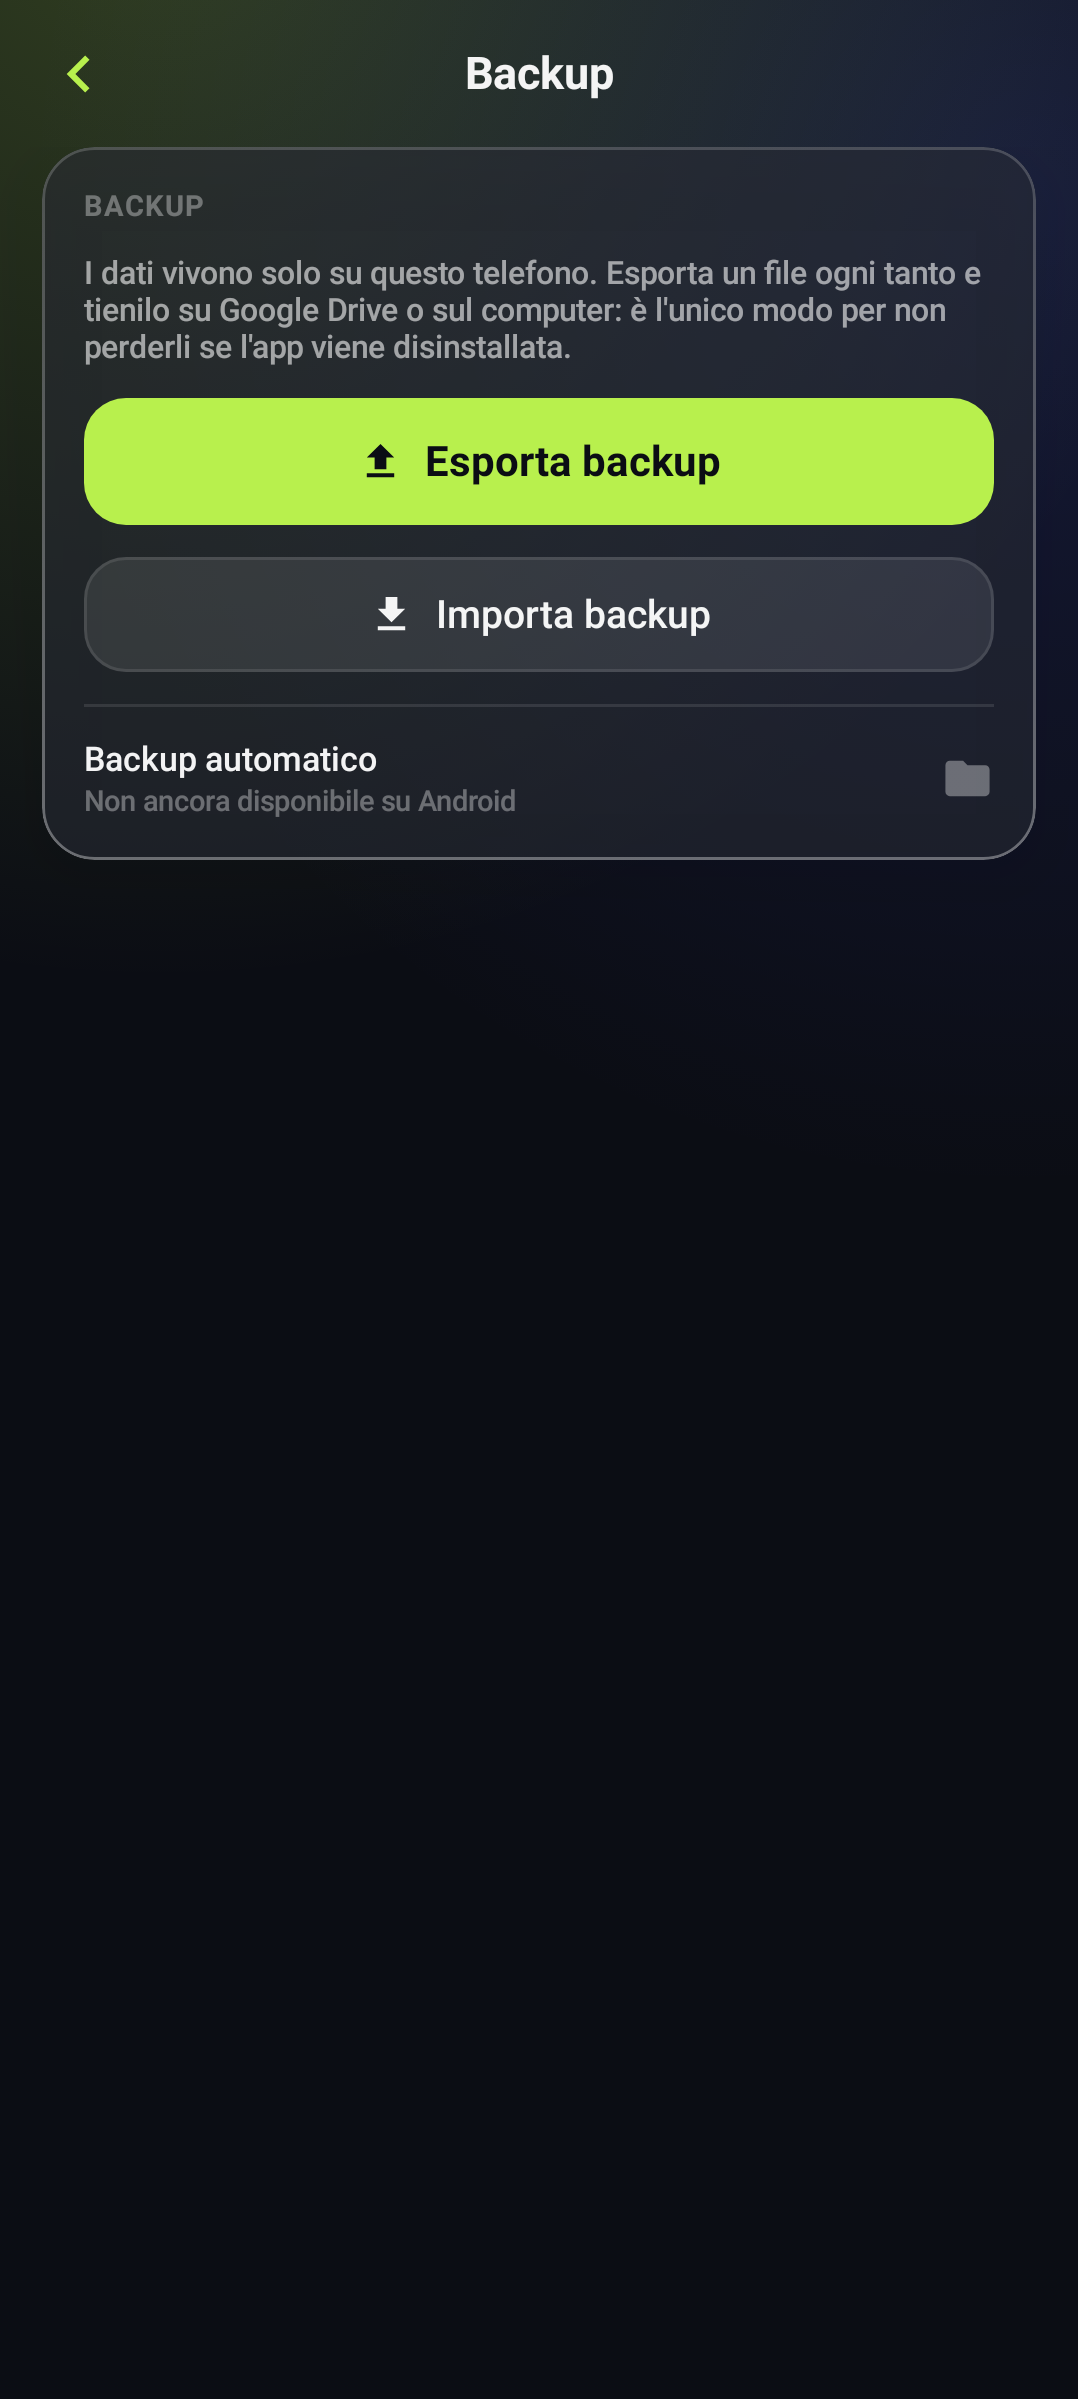 Backup
BACKUP
I dati vivono solo su questo telefono. Esporta un file ogni tanto e
tienilo su Google Drive o sul computer: è l'unico modo per non
perderli se l'app viene disinstallata.
Esporta backup
Importa backup
Backup automatico
Non ancora disponibile su Android